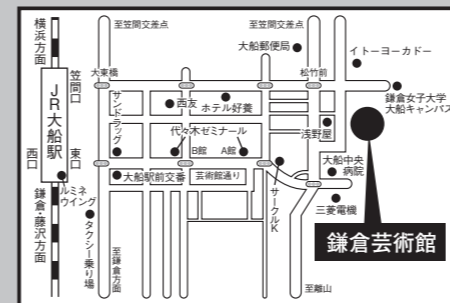 至笠間交差点
至笠間交差点
横浜方面
大船郵便局
イトーヨーカドー
笠間口
大東橋
松竹前
JR大船駅
西友
ホテル好養
鎌倉女子大学
大船キャンパス
サンドラッグ
代々木ゼミナール
浅野屋
B館
A館
西口
東口
大船中央
病院
大船駅前交番
芸術館通り
ルミネ
ウイング
サークルK
三菱電機
鎌倉・藤沢方面
タクシー乗り場
至鎌倉方面
鎌倉芸術館
至離山